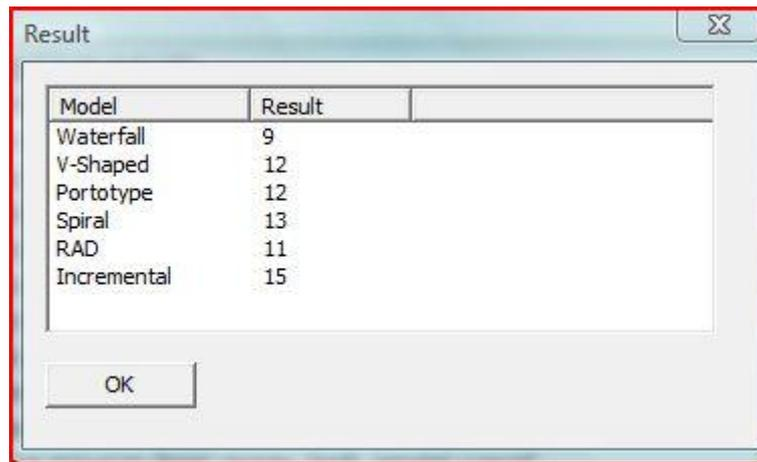 Result
Model Result
Waterfall 9
V-Shaped 12
Portotype 12
Spiral 13
RAD 11
Incremental 15
OK